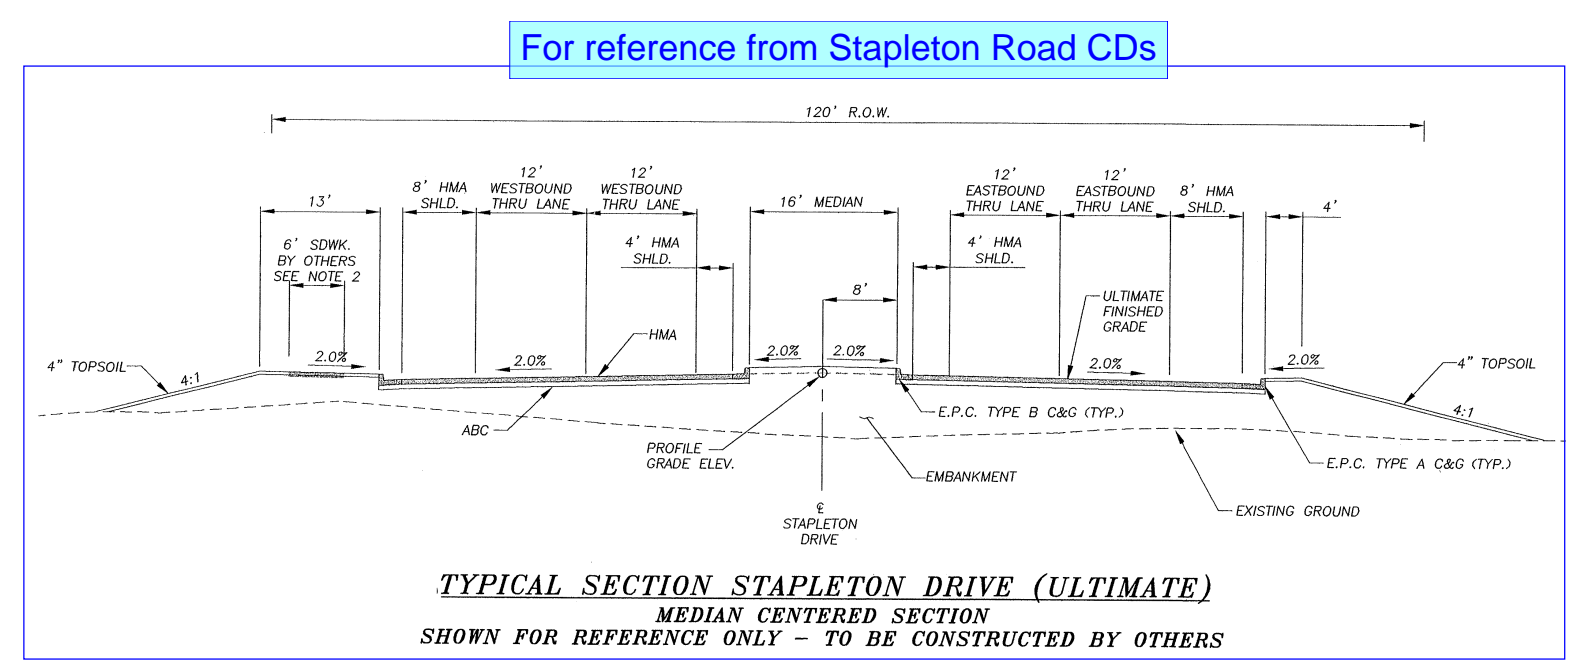 For reference from Stapleton Road CDs
120' R.O.W.
13'
8' HMA
SHLD.
12'
WESTBOUND
THRU LANE
12'
WESTBOUND
THRU LANE
16' MEDIAN
12'
EASTBOUND
THRU LANE
12'
EASTBOUND
THRU LANE
8' HMA
SHLD.
4'
6' SDWK.
BY OTHERS
SEE NOTE 2
4' HMA
SHLD.
4' HMA
SHLD.
8'
ULTIMATE
FINISHED
GRADE
HMA
4" TOPSOIL
4:1
2.0%
2.0%
2.0%
2.0%
2.0%
2.0%
4" TOPSOIL
4:1
ABC
E.P.C. TYPE B C&G (TYP.)
PROFILE
GRADE ELEV.
EMBANKMENT
E.P.C. TYPE A C&G (TYP.)
EXISTING GROUND
℄
STAPLETON
DRIVE
TYPICAL SECTION STAPLETON DRIVE (ULTIMATE)
MEDIAN CENTERED SECTION
SHOWN FOR REFERENCE ONLY – TO BE CONSTRUCTED BY OTHERS